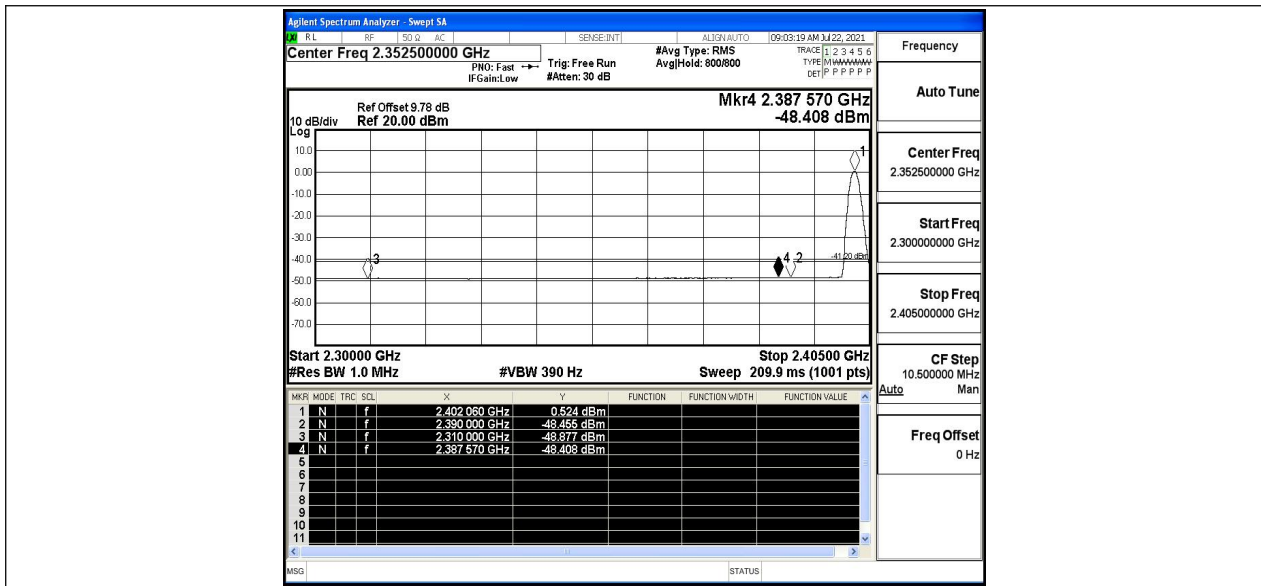 Agilent Spectrum Analyzer - Swept SA
RL RF 50 Ω AC SENSE:INT ALIGN AUTO 09:03:19 AM Jul 22, 2021
Center Freq 2.352500000 GHz
PNO: Fast
IFGain:Low
Trig: Free Run
#Atten: 30 dB
#Avg Type: RMS
Avg|Hold: 800/800
TRACE 1 2 3 4 5 6
TYPE M W W W W W
DET P P P P P P
Ref Offset 9.78 dB
Ref 20.00 dBm
10 dB/div
Log
Mkr4 2.387 570 GHz
-48.408 dBm
10.0
0.00
-10.0
-20.0
-30.0
-40.0
-50.0
-60.0
-70.0
1
3
4 2
-41.20 dBm
Start 2.30000 GHz
Stop 2.40500 GHz
#Res BW 1.0 MHz
#VBW 390 Hz
Sweep 209.9 ms (1001 pts)
MKR MODE TRC SCL X Y FUNCTION FUNCTION WIDTH FUNCTION VALUE
1 N f 2.402 060 GHz 0.524 dBm
2 N f 2.390 000 GHz -48.455 dBm
3 N f 2.310 000 GHz -48.877 dBm
4 N f 2.387 570 GHz -48.408 dBm
5
6
7
8
9
10
11
MSG
STATUS
Frequency
Auto Tune
Center Freq
2.352500000 GHz
Start Freq
2.300000000 GHz
Stop Freq
2.405000000 GHz
CF Step
10.500000 MHz
Auto Man
Freq Offset
0 Hz